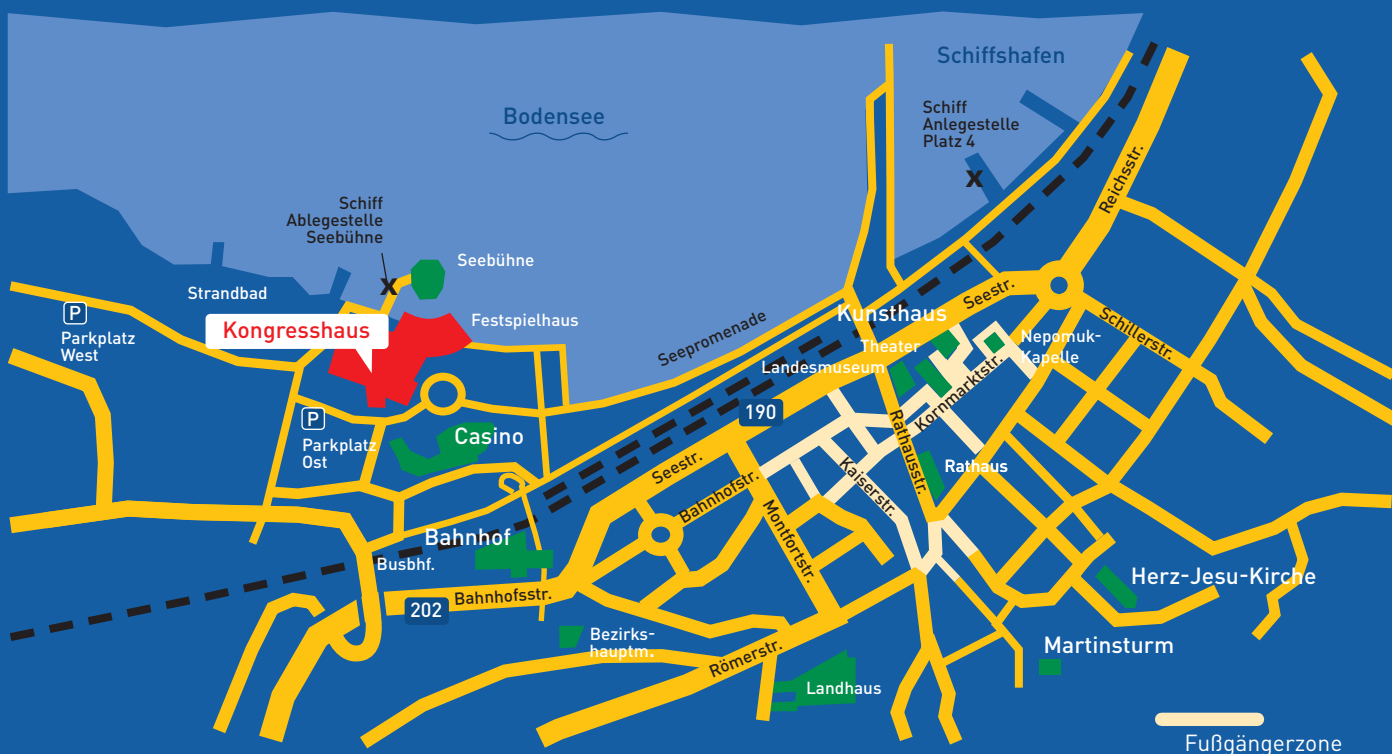 Schiffshafen
Bodensee
Schiff
Anlegestelle
Platz 4
X
Reichsstr.
Schiff
Ablegestelle
Seebühne
X
Seebühne
Strandbad
P
Parkplatz
West
Kongresshaus
Festspielhaus
Seepromenade
Seestr.
Kunsthaus
Theater
Landesmuseum
Nepomuk-
Kapelle
Schillerstr.
Kornmarktstr.
190
P
Parkplatz
Ost
Casino
Rathausstr.
Rathaus
Kaiserstr.
Seestr.
Bahnhofstr.
Montfortstr.
Bahnhof
Busbhf.
202
Bahnhofsstr.
Herz-Jesu-Kirche
Bezirks-
hauptm.
Römerstr.
Martinsturm
Landhaus
Fußgängerzone